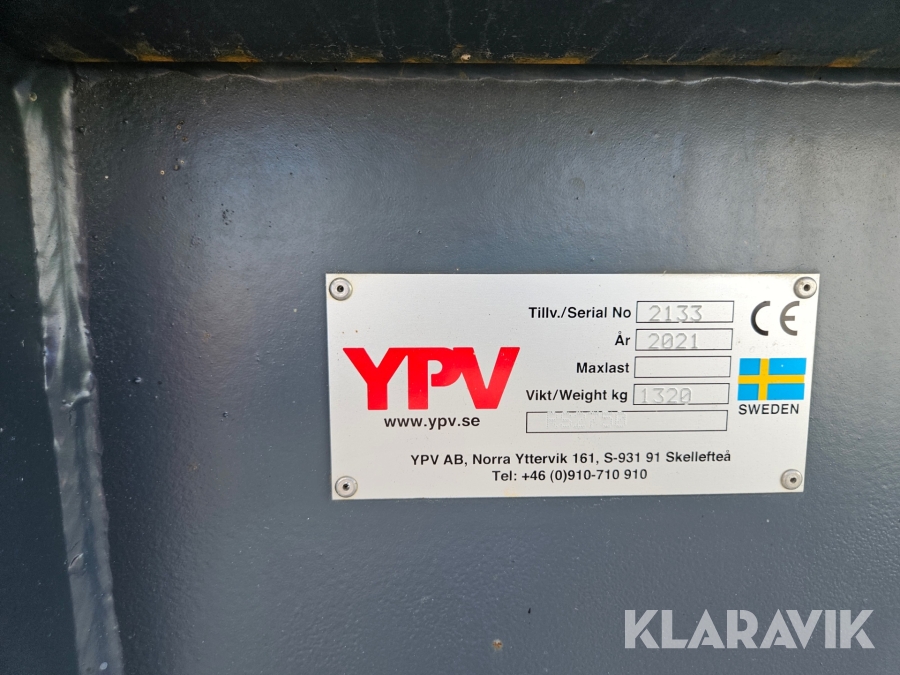 Tillv./Serial No 2133
År 2021
Maxlast
Vikt/Weight kg 1320
YPV
www.ypv.se
CE
SWEDEN
YPV AB, Norra Yttervik 161, S-931 91 Skellefteå
Tel: +46 (0)910-710 910
KLARAVIK